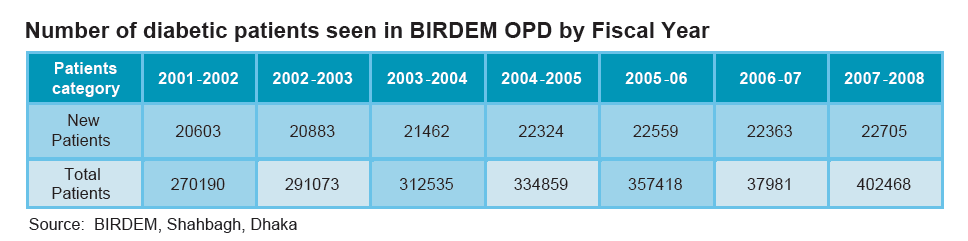 Number of diabetic patients seen in BIRDEM OPD by Fiscal Year
Patients category 2001-2002 2002-2003 2003-2004 2004-2005 2005-06 2006-07 2007-2008
New Patients 20603 20883 21462 22324 22559 22363 22705
Total Patients 270190 291073 312535 334859 357418 37981 402468
Source: BIRDEM, Shahbagh, Dhaka